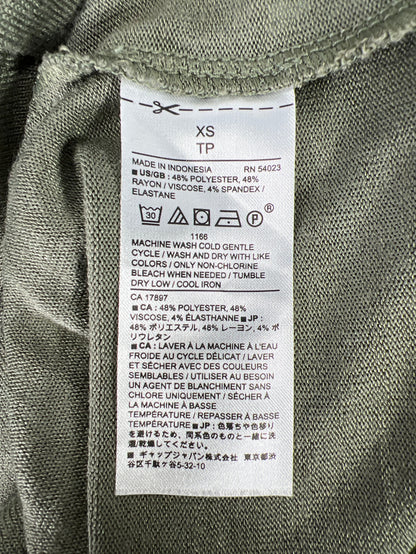 XS
TP
MADE IN INDONESIA RN 54023
■ US/GB : 48% POLYESTER, 48%
RAYON / VISCOSE, 4% SPANDEX /
ELASTANE
30 P ®
1166
MACHINE WASH COLD GENTLE
CYCLE / WASH AND DRY WITH LIKE
COLORS / ONLY NON-CHLORINE
BLEACH WHEN NEEDED / TUMBLE
DRY LOW / COOL IRON
CA 17897
■ CA : 48% POLYESTER, 48%
VISCOSE, 4% ÉLASTHANNE ■ JP :
48% ポリエステル, 48% レーヨン, 4% ポ
リウレタン
■ CA : LAVER À LA MACHINE À L'EAU
FROIDE AU CYCLE DÉLICAT / LAVER
ET SÉCHER AVEC DES COULEURS
SEMBLABLES / UTILISER AU BESOIN
UN AGENT DE BLANCHIMENT SANS
CHLORE UNIQUEMENT / SÉCHER À BASSE
TEMPÉRATURE / REPASSER À BASSE
TEMPÉRATURE ■ JP : 色落ちや色移り
を避けるため、同系色のものと一緒に洗
濯/乾燥してください。
■ ギャップジャパン株式会社 東京都渋
谷区千駄ヶ谷5-32-10